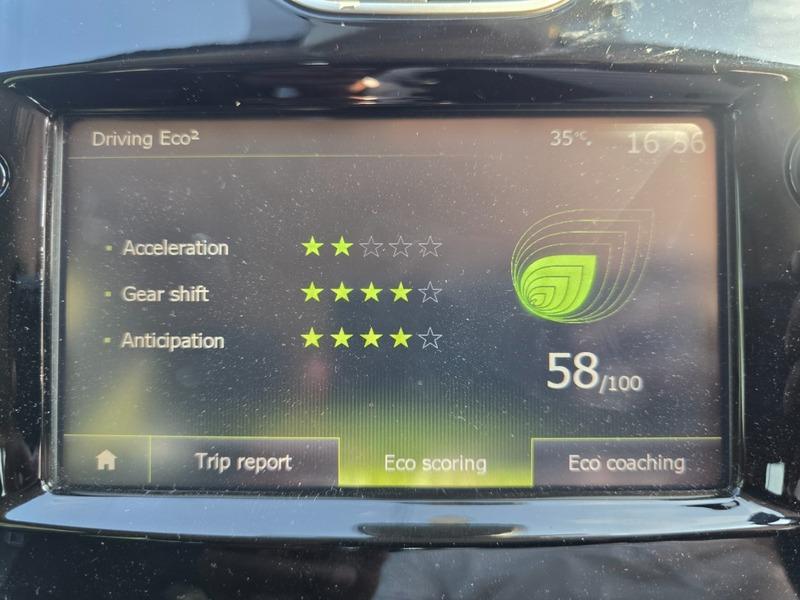 Driving Eco² 35°C. 16 56
Acceleration
Gear shift
Anticipation
58/100
Trip report Eco scoring Eco coaching